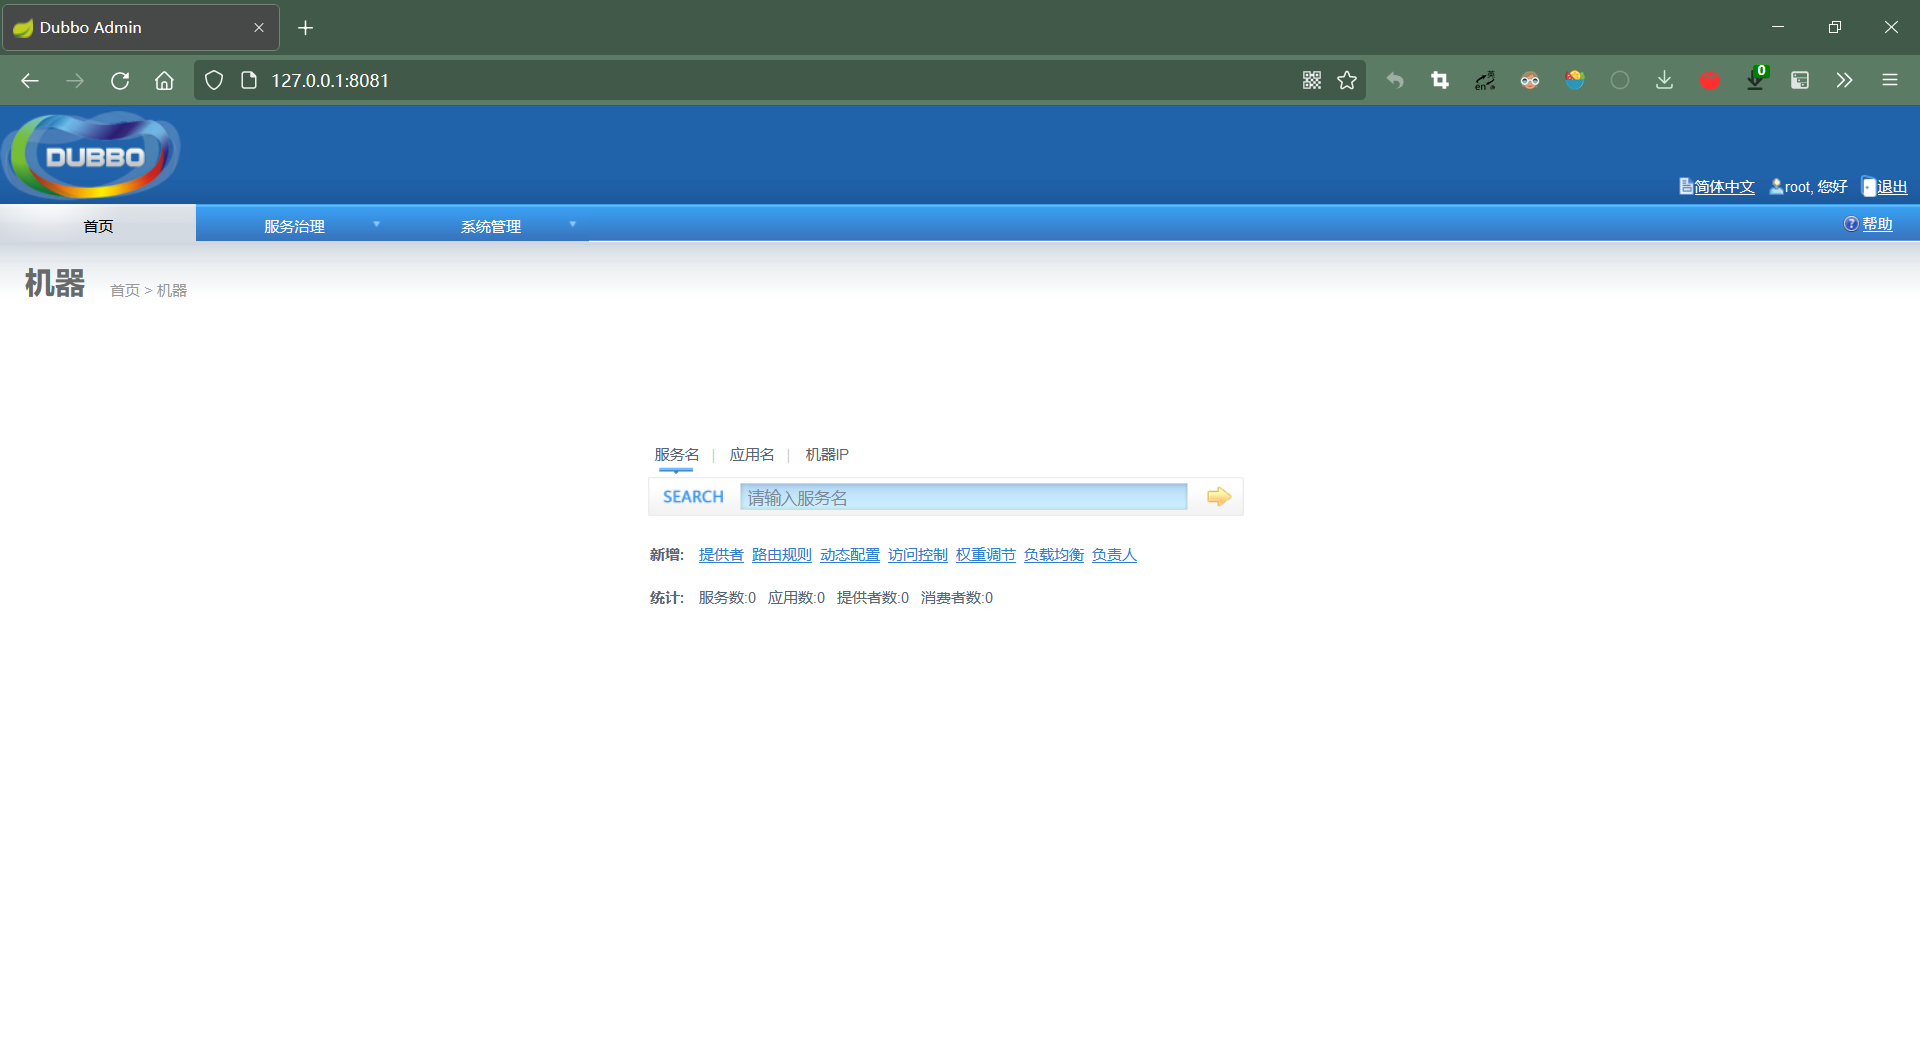 Dubbo Admin
127.0.0.1:8081
英
en
0
DUBBO
简体中文 root, 您好 退出
首页 服务治理 系统管理 帮助
机器 首页 > 机器
服务名 | 应用名 | 机器IP
SEARCH 请输入服务名
新增: 提供者 路由规则 动态配置 访问控制 权重调节 负载均衡 负责人
统计: 服务数:0 应用数:0 提供者数:0 消费者数:0